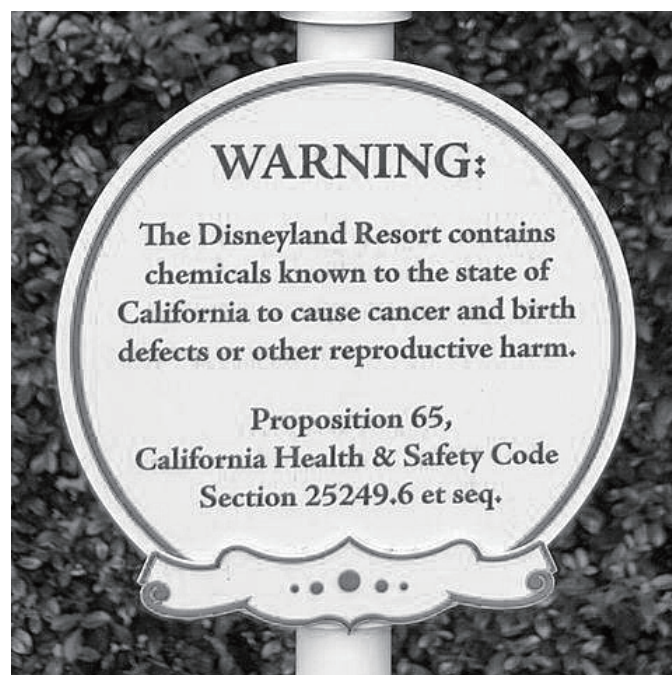 WARNING:
The Disneyland Resort contains
chemicals known to the state of
California to cause cancer and birth
defects or other reproductive harm.
Proposition 65,
California Health & Safety Code
Section 25249.6 et seq.